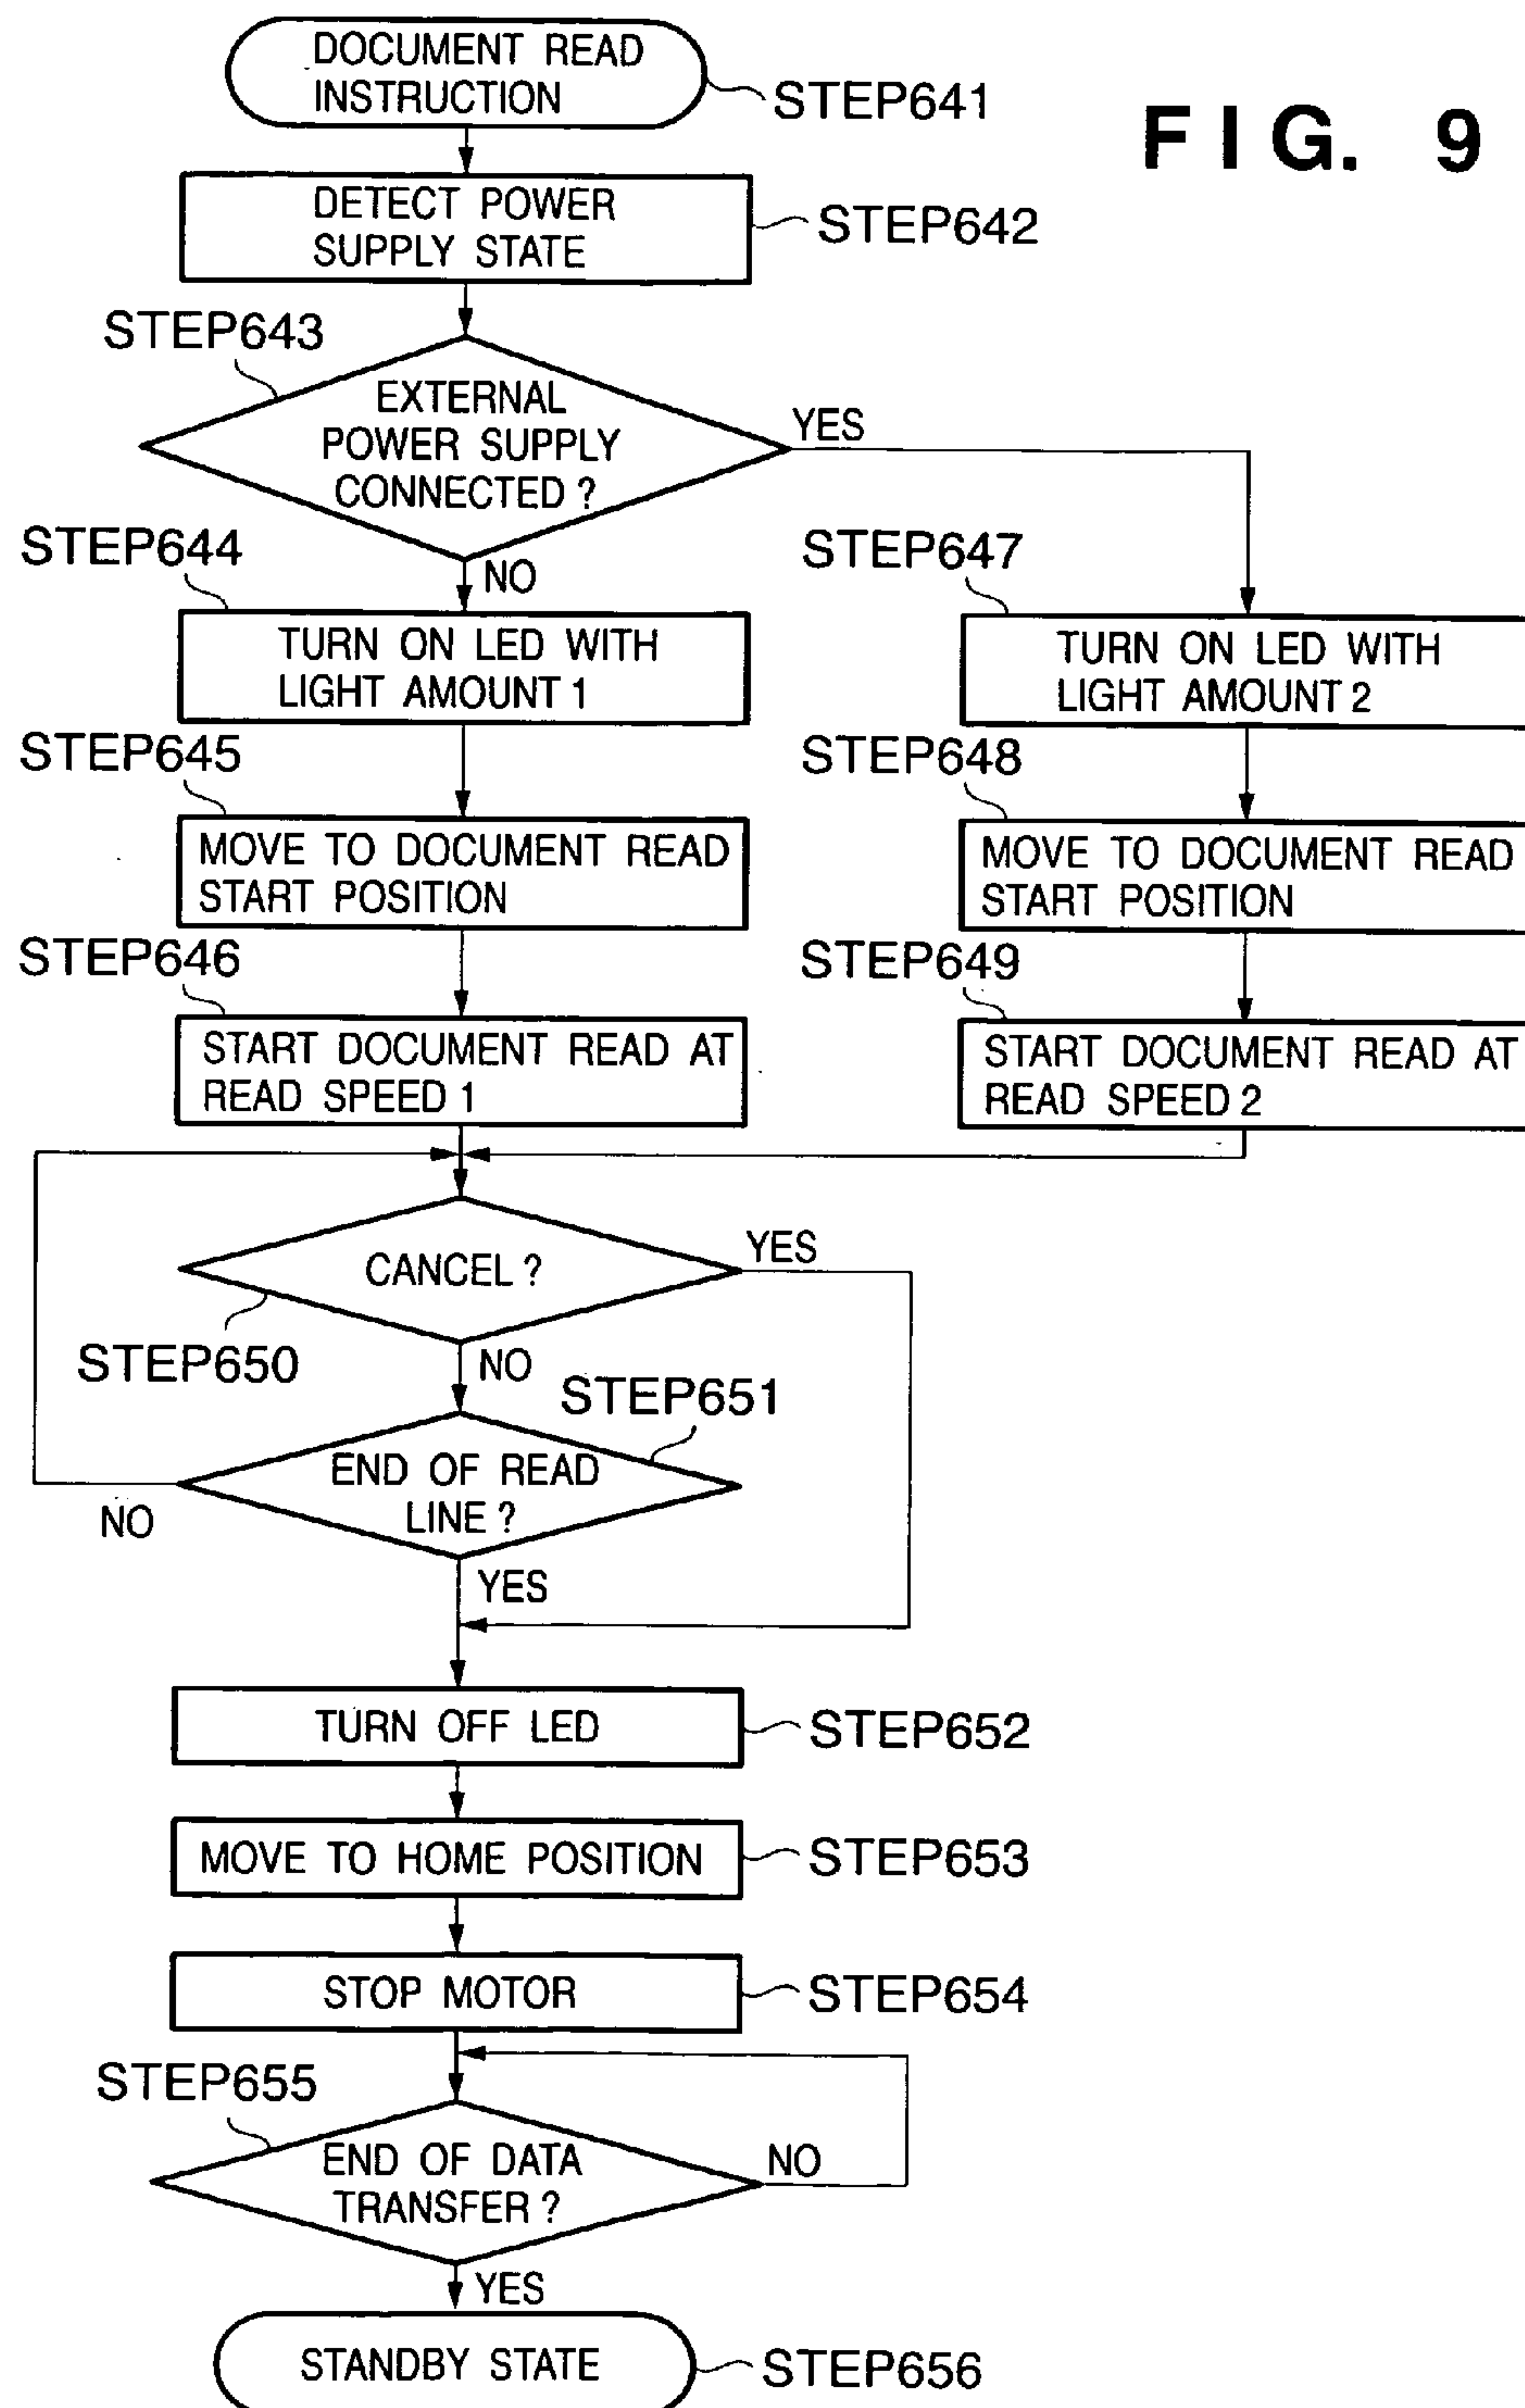 DOCUMENT READ
INSTRUCTION
STEP641
FIG. 9
DETECT POWER
SUPPLY STATE
STEP642
STEP643
EXTERNAL
POWER SUPPLY
CONNECTED?
YES
NO
STEP644
TURN ON LED WITH
LIGHT AMOUNT 1
STEP645
MOVE TO DOCUMENT READ
START POSITION
STEP646
START DOCUMENT READ AT
READ SPEED 1
STEP647
TURN ON LED WITH
LIGHT AMOUNT 2
STEP648
MOVE TO DOCUMENT READ
START POSITION
STEP649
START DOCUMENT READ AT
READ SPEED 2
CANCEL?
YES
STEP650
NO
STEP651
END OF READ
LINE?
NO
YES
TURN OFF LED
STEP652
MOVE TO HOME POSITION
STEP653
STOP MOTOR
STEP654
STEP655
END OF DATA
TRANSFER?
NO
YES
STANDBY STATE
STEP656